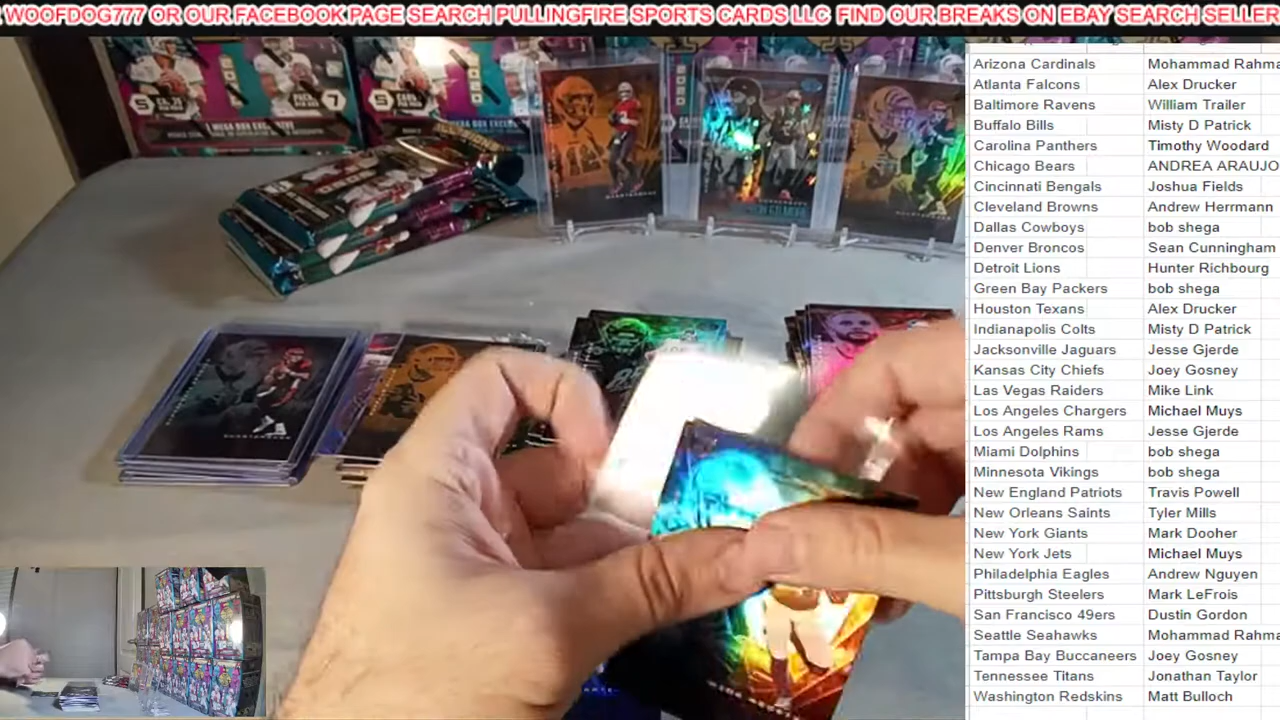 WOOFDOG777 OR OUR FACEBOOK PAGE SEARCH PULLINGFIRE SPORTS CARDS LLC FIND OUR BREAKS ON EBAY SEARCH SELLER
5
7
5
Arizona Cardinals Mohammad Rahma
Atlanta Falcons Alex Drucker
Baltimore Ravens William Trailer
Buffalo Bills Misty D Patrick
Carolina Panthers Timothy Woodard
Chicago Bears ANDREA ARAUJO
Cincinnati Bengals Joshua Fields
Cleveland Browns Andrew Herrmann
Dallas Cowboys bob shega
Denver Broncos Sean Cunningham
Detroit Lions Hunter Richbourg
Green Bay Packers bob shega
Houston Texans Alex Drucker
Indianapolis Colts Misty D Patrick
Jacksonville Jaguars Jesse Gjerde
Kansas City Chiefs Joey Gosney
Las Vegas Raiders Mike Link
Los Angeles Chargers Michael Muys
Los Angeles Rams Jesse Gjerde
Miami Dolphins bob shega
Minnesota Vikings bob shega
New England Patriots Travis Powell
New Orleans Saints Tyler Mills
New York Giants Mark Dooher
New York Jets Michael Muys
Philadelphia Eagles Andrew Nguyen
Pittsburgh Steelers Mark LeFrois
San Francisco 49ers Dustin Gordon
Seattle Seahawks Mohammad Rahma
Tampa Bay Buccaneers Joey Gosney
Tennessee Titans Jonathan Taylor
Washington Redskins Matt Bulloch